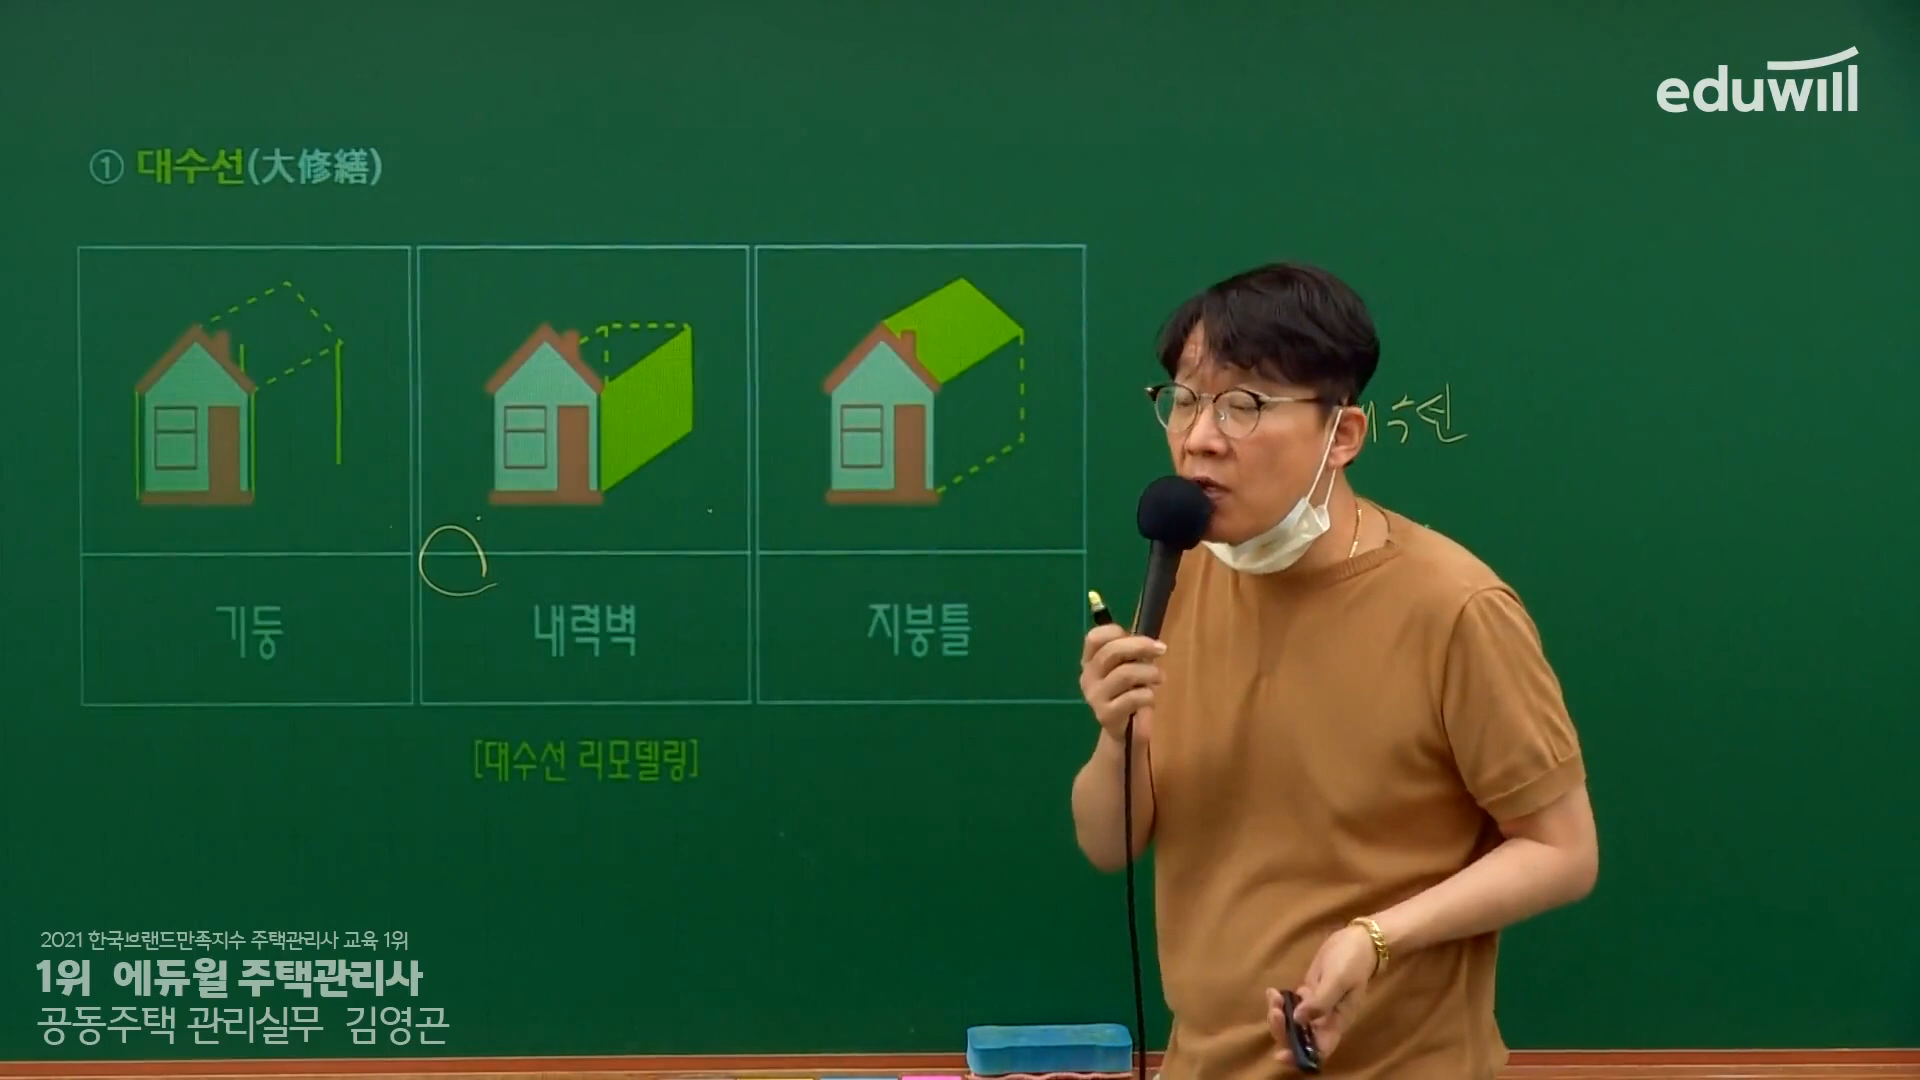 eduwill
① 대수선(大修繕)
수선
기둥
내력벽
지붕틀
[대수선 리모델링]
2021 한국브랜드만족지수 주택관리사 교육 1위
1위 에듀윌 주택관리사
공동주택 관리실무 김영곤